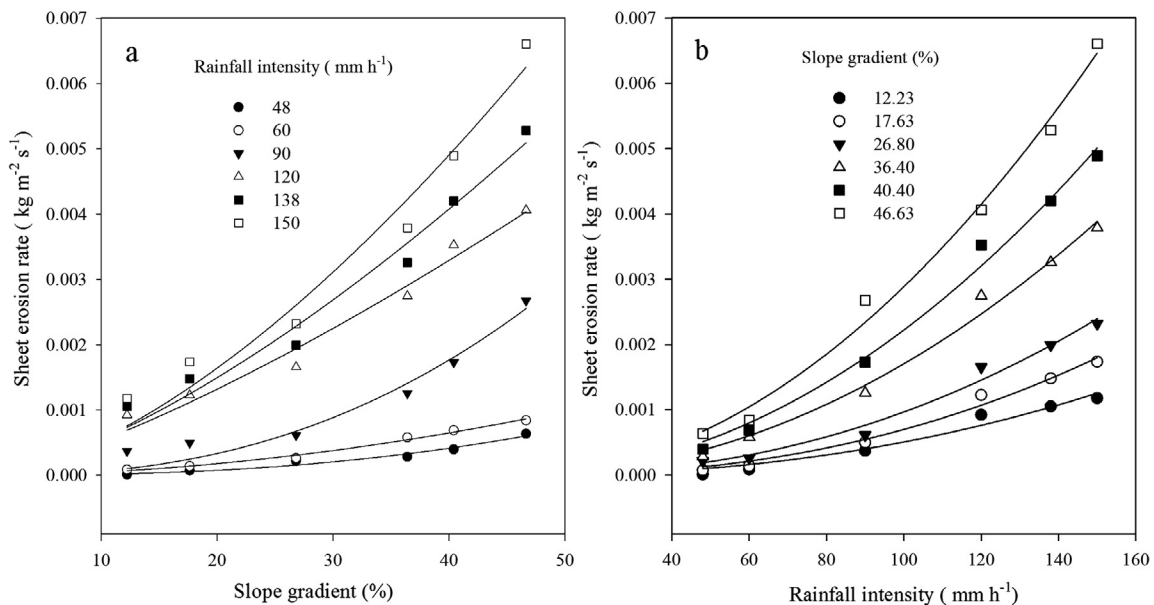 a
Rainfall intensity ( mm h-1)
48
60
90
120
138
150
0.007
0.006
0.005
0.004
0.003
0.002
0.001
0.000
Sheet erosion rate ( kg m-2 s-1)
10 20 30 40 50
Slope gradient (%)
b
Slope gradient (%)
12.23
17.63
26.80
36.40
40.40
46.63
0.007
0.006
0.005
0.004
0.003
0.002
0.001
0.000
Sheet erosion rate ( kg m-2 s-1)
40 60 80 100 120 140 160
Rainfall intensity ( mm h-1)